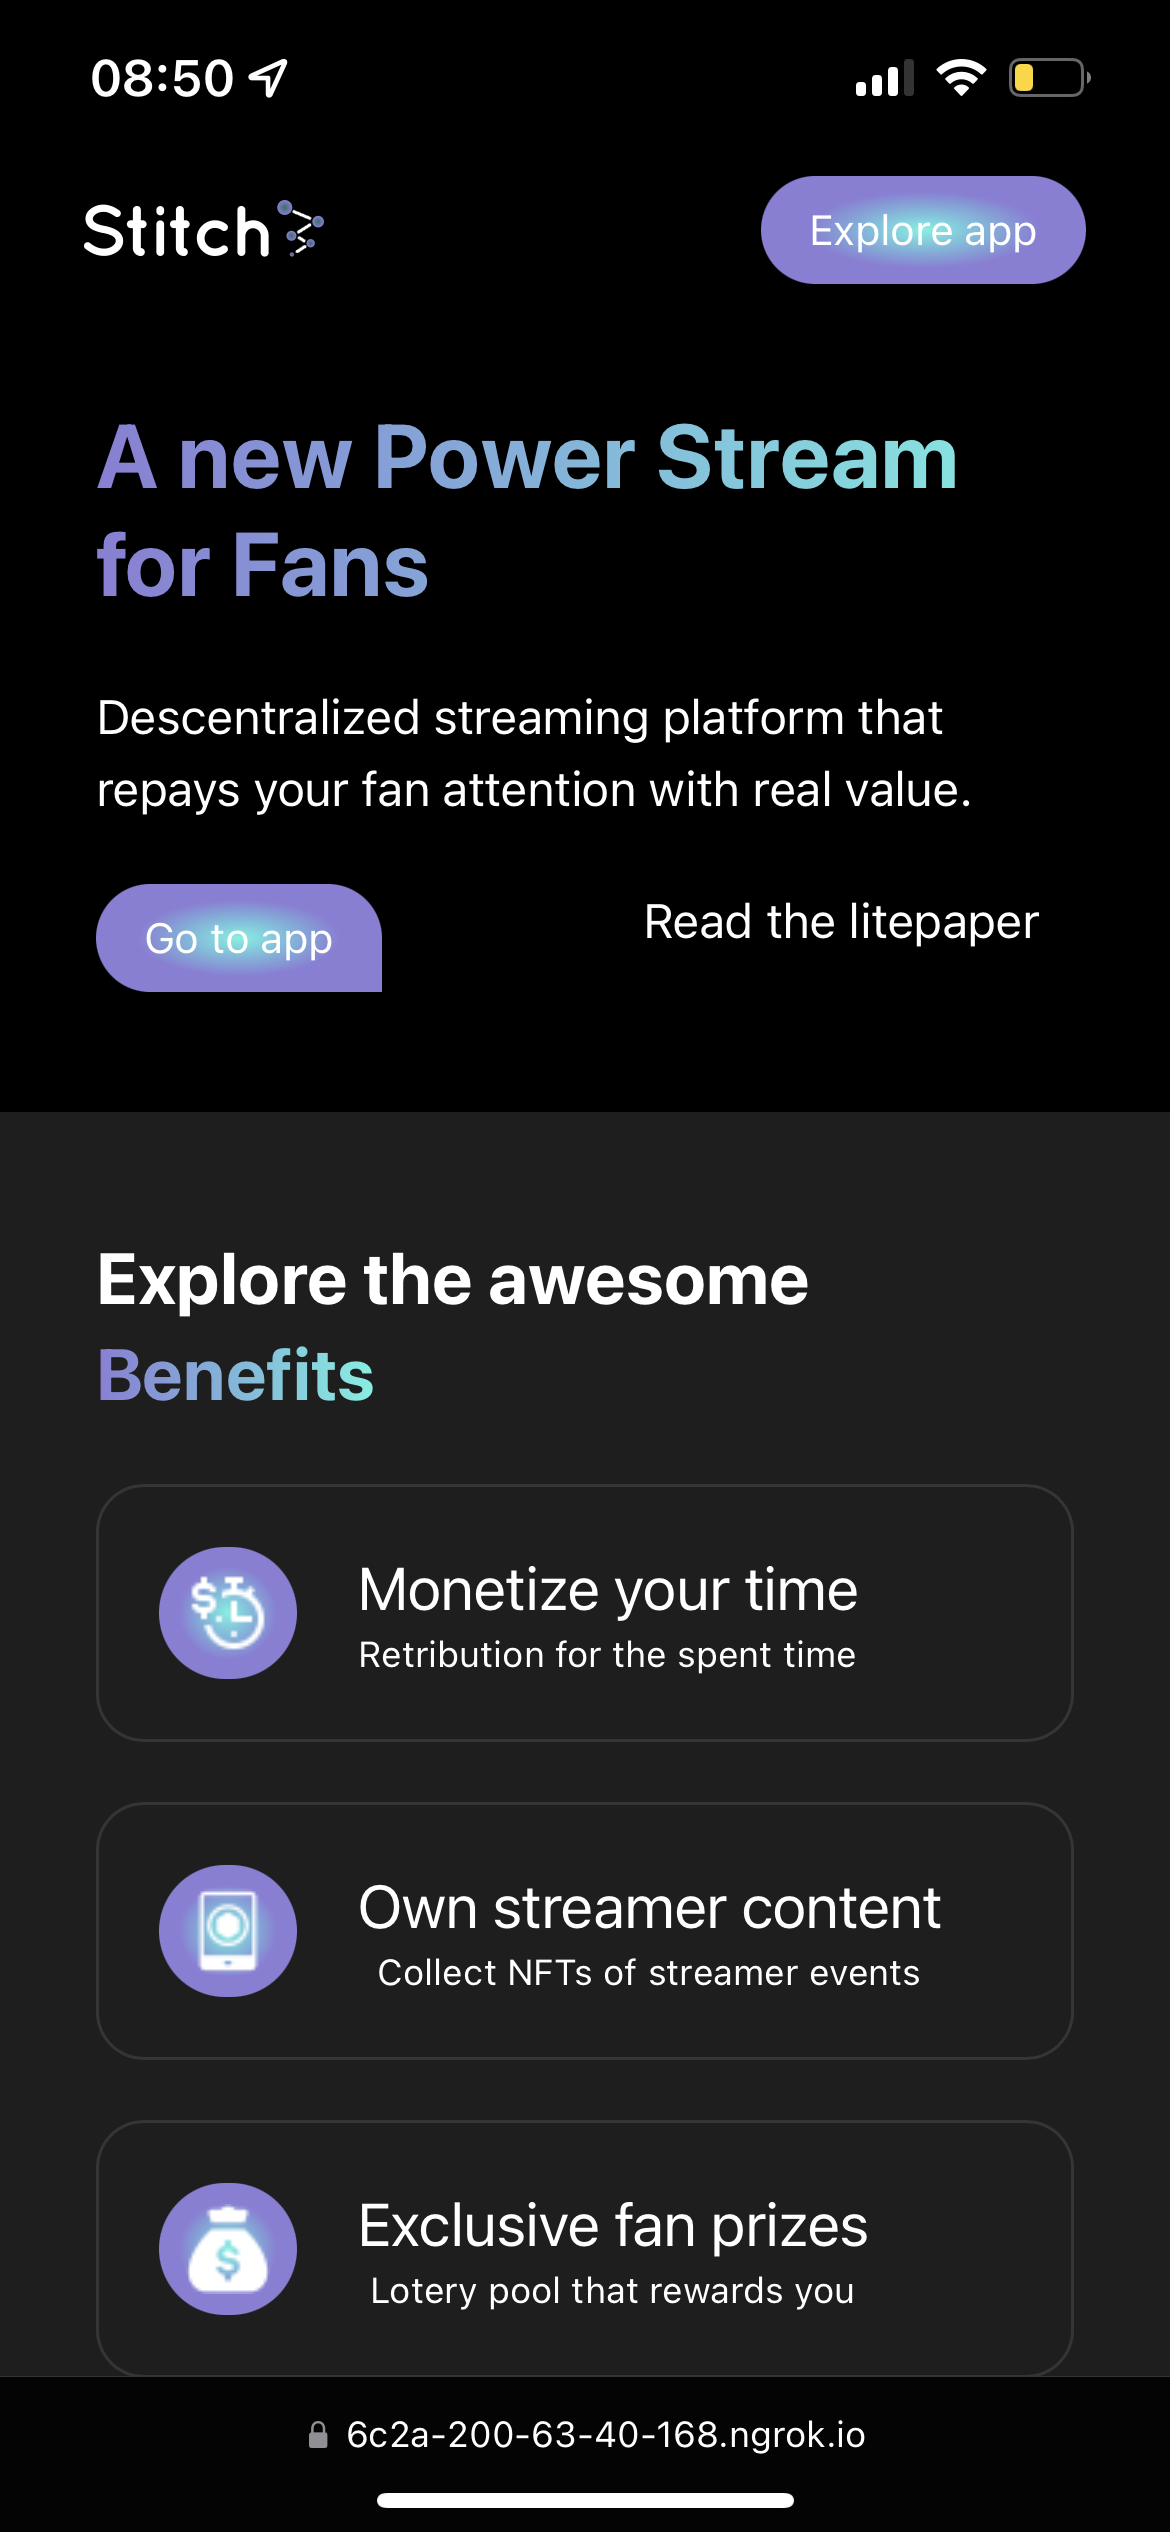 08:50
Stitch
Explore app
A new Power Stream
for Fans
Descentralized streaming platform that
repays your fan attention with real value.
Go to app
Read the litepaper
Explore the awesome
Benefits
Monetize your time
Retribution for the spent time
Own streamer content
Collect NFTs of streamer events
Exclusive fan prizes
Lotery pool that rewards you
6c2a-200-63-40-168.ngrok.io